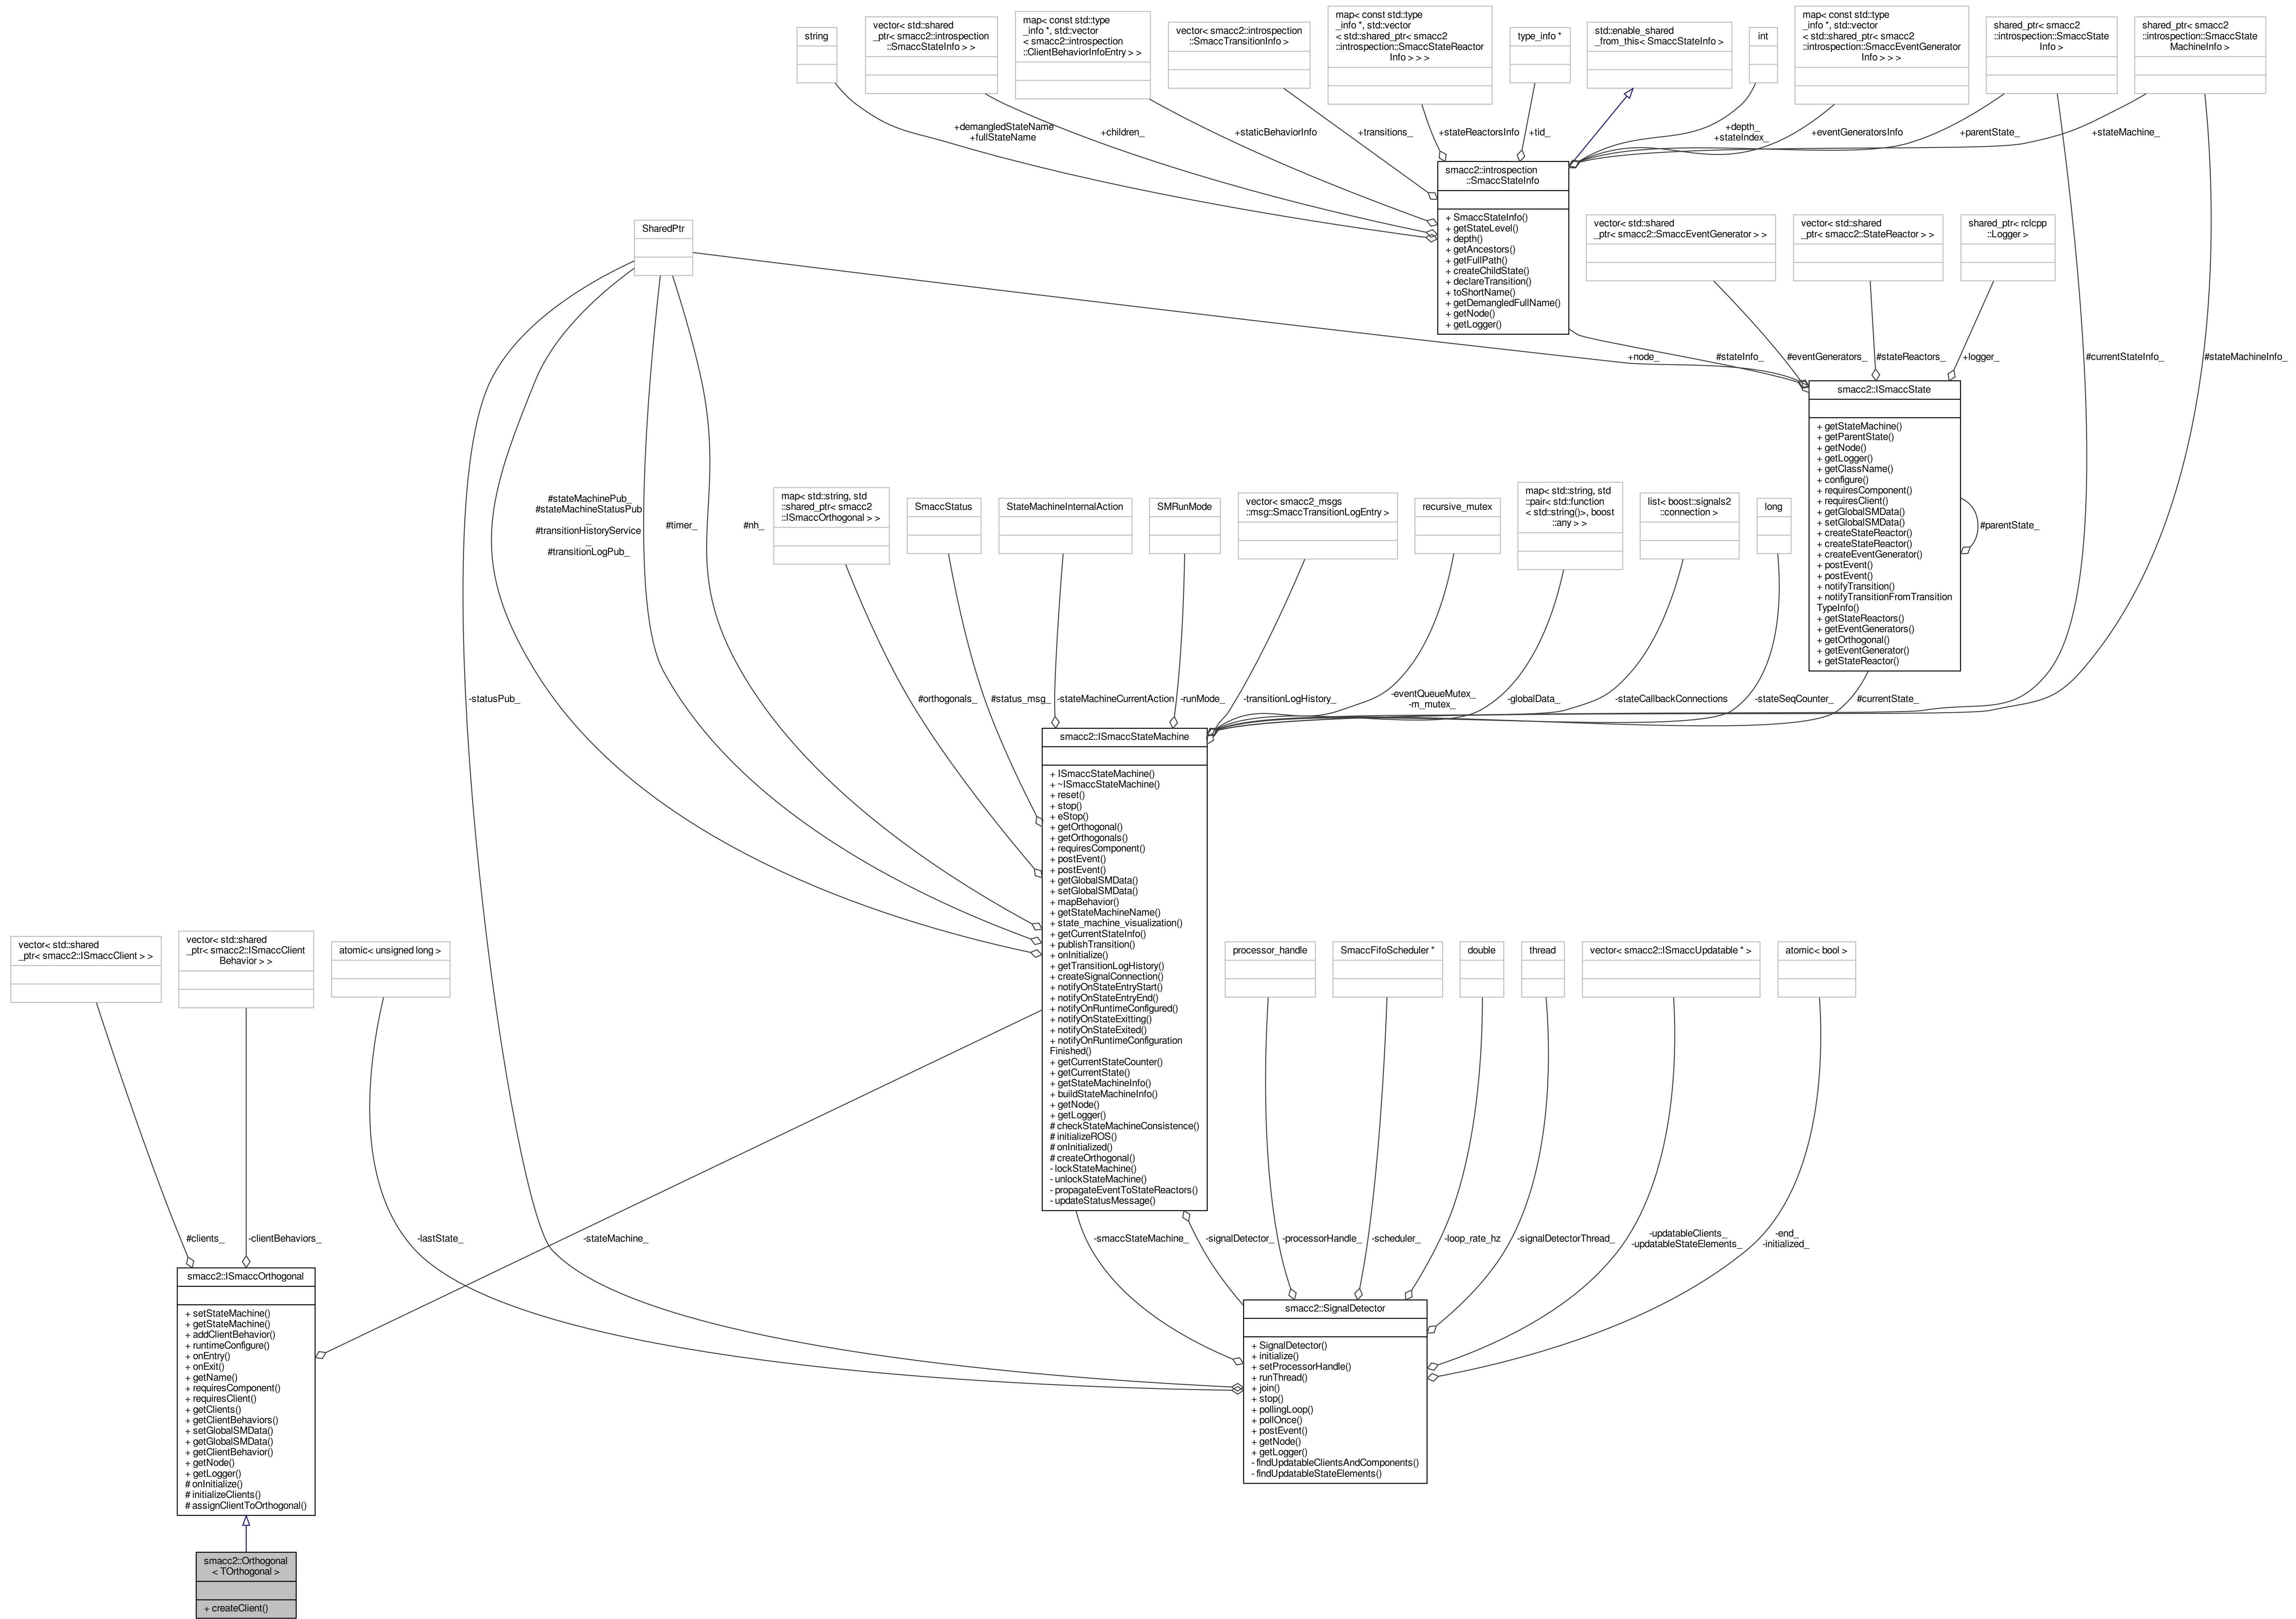 string
vector< std::shared
_ptr< smacc2::introspection
::SmaccStateInfo > >
map< const std::type
_info *, std::vector
< smacc2::introspection
::ClientBehaviorInfoEntry > >
vector< smacc2::introspection
::SmaccTransitionInfo >
map< const std::type
_info *, std::vector
< std::shared_ptr< smacc2
::introspection::SmaccStateReactor
Info > > >
type_info *
std::enable_shared
_from_this< SmaccStateInfo >
int
map< const std::type
_info *, std::vector
< std::shared_ptr< smacc2
::introspection::SmaccEventGenerator
Info > > >
shared_ptr< smacc2
::introspection::SmaccState
Info >
shared_ptr< smacc2
::introspection::SmaccState
MachineInfo >
+demangledStateName
+fullStateName
+children_
+staticBehaviorInfo
+transitions_
+stateReactorsInfo
+tid_
+depth_
+stateIndex_
+eventGeneratorsInfo
+parentState_
+stateMachine_
smacc2::introspection
::SmaccStateInfo
+ SmaccStateInfo()
+ getStateLevel()
+ depth()
+ getAncestors()
+ getFullPath()
+ createChildState()
+ declareTransition()
+ toShortName()
+ getDemangledFullName()
+ getNode()
+ getLogger()
SharedPtr
vector< std::shared
_ptr< smacc2::SmaccEventGenerator > >
vector< std::shared
_ptr< smacc2::StateReactor > >
shared_ptr< rclcpp
::Logger >
+node_
#stateInfo_
#eventGenerators_
#stateReactors_
+logger_
#currentStateInfo_
#stateMachineInfo_
smacc2::ISmaccState
+ getStateMachine()
+ getParentState()
+ getNode()
+ getLogger()
+ getClassName()
+ configure()
+ requiresComponent()
+ requiresClient()
+ getGlobalSMData()
+ setGlobalSMData()
+ createStateReactor()
+ createStateReactor()
+ createEventGenerator()
+ postEvent()
+ postEvent()
+ notifyTransition()
+ notifyTransitionFromTransition
TypeInfo()
+ getStateReactors()
+ getEventGenerators()
+ getOrthogonal()
+ getEventGenerator()
+ getStateReactor()
#parentState_
#stateMachinePub_
#stateMachineStatusPub
_
#transitionHistoryService
_
#transitionLogPub_
#timer_
#nh_
map< std::string, std
::shared_ptr< smacc2
::ISmaccOrthogonal > >
SmaccStatus
StateMachineInternalAction
SMRunMode
vector< smacc2_msgs
::msg::SmaccTransitionLogEntry >
recursive_mutex
map< std::string, std
::pair< std::function
< std::string()>, boost
::any > >
list< boost::signals2
::connection >
long
-statusPub_
#orthogonals_
#status_msg_
-stateMachineCurrentAction
-runMode_
-transitionLogHistory_
-eventQueueMutex_
-m_mutex_
-globalData_
-stateCallbackConnections
-stateSeqCounter_
#currentState_
smacc2::ISmaccStateMachine
+ ISmaccStateMachine()
+ ~ISmaccStateMachine()
+ reset()
+ stop()
+ eStop()
+ getOrthogonal()
+ getOrthogonals()
+ requiresComponent()
+ postEvent()
+ postEvent()
+ getGlobalSMData()
+ setGlobalSMData()
+ mapBehavior()
+ getStateMachineName()
+ state_machine_visualization()
+ getCurrentStateInfo()
+ publishTransition()
+ onInitialize()
+ getTransitionLogHistory()
+ createSignalConnection()
+ notifyOnStateEntryStart()
+ notifyOnStateEntryEnd()
+ notifyOnRuntimeConfigured()
+ notifyOnStateExitting()
+ notifyOnStateExited()
+ notifyOnRuntimeConfiguration
Finished()
+ getCurrentStateCounter()
+ getCurrentState()
+ getStateMachineInfo()
+ buildStateMachineInfo()
+ getNode()
+ getLogger()
# checkStateMachineConsistence()
# initializeROS()
# onInitialized()
# createOrthogonal()
- lockStateMachine()
- unlockStateMachine()
- propagateEventToStateReactors()
- updateStatusMessage()
vector< std::shared
_ptr< smacc2::ISmaccClient > >
vector< std::shared
_ptr< smacc2::ISmaccClient
Behavior > >
atomic< unsigned long >
processor_handle
SmaccFifoScheduler *
double
thread
vector< smacc2::ISmaccUpdatable * >
atomic< bool >
#clients_
-clientBehaviors_
-lastState_
-stateMachine_
-smaccStateMachine_
-signalDetector_
-processorHandle_
-scheduler_
-loop_rate_hz
-signalDetectorThread_
-updatableClients_
-updatableStateElements_
-end_
-initialized_
smacc2::ISmaccOrthogonal
+ setStateMachine()
+ getStateMachine()
+ addClientBehavior()
+ runtimeConfigure()
+ onEntry()
+ onExit()
+ getName()
+ requiresComponent()
+ requiresClient()
+ getClients()
+ getClientBehaviors()
+ setGlobalSMData()
+ getGlobalSMData()
+ getClientBehavior()
+ getNode()
+ getLogger()
# onInitialize()
# initializeClients()
# assignClientToOrthogonal()
smacc2::SignalDetector
+ SignalDetector()
+ initialize()
+ setProcessorHandle()
+ runThread()
+ join()
+ stop()
+ pollingLoop()
+ pollOnce()
+ postEvent()
+ getNode()
+ getLogger()
- findUpdatableClientsAndComponents()
- findUpdatableStateElements()
smacc2::Orthogonal
< TOrthogonal >
+ createClient()